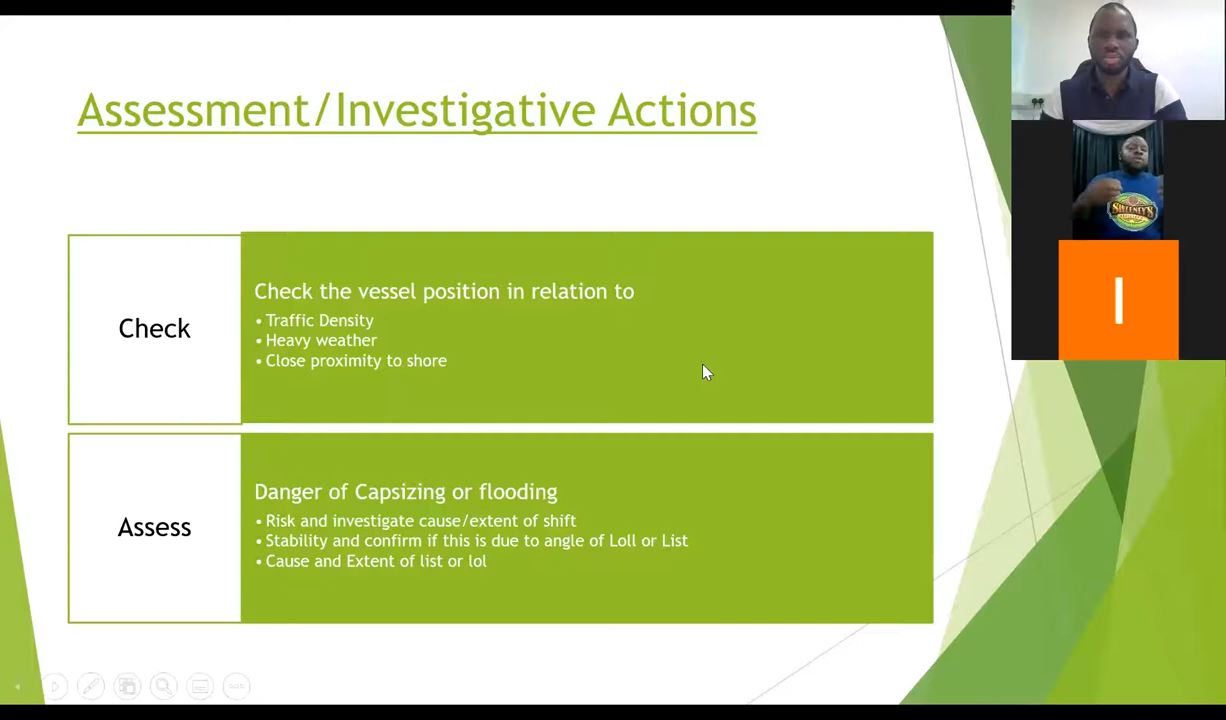 Assessment/Investigative Actions
Check
Check the vessel position in relation to
• Traffic Density
• Heavy weather
• Close proximity to shore
Assess
Danger of Capsizing or flooding
• Risk and investigate cause/extent of shift
• Stability and confirm if this is due to angle of Loll or List
• Cause and Extent of list or lol
SWEENEY'S
I